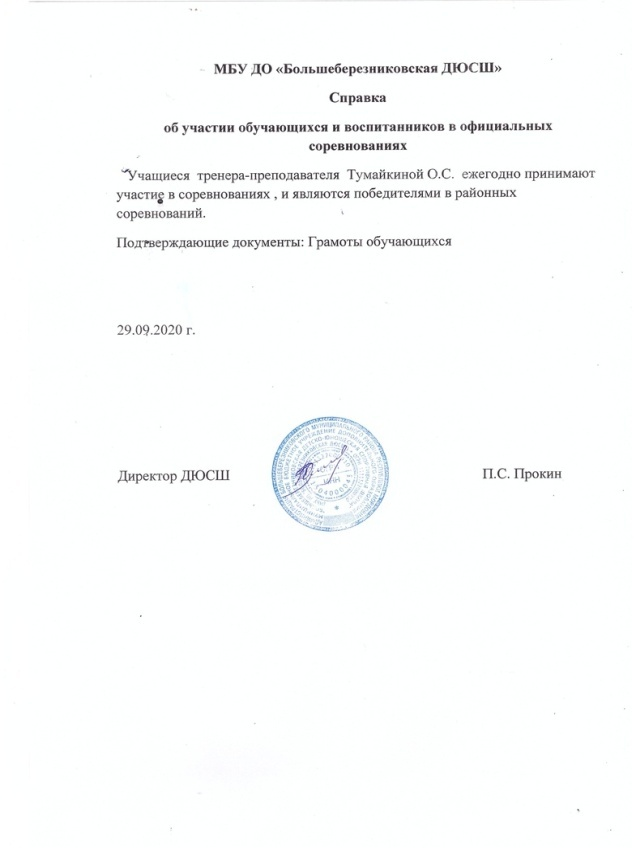 МБУ ДО «Большеберезниковская ДЮСШ»
Справка
об участии обучающихся и воспитанников в официальных
соревнованиях
Учащиеся тренера-преподавателя Тумайкиной О.С. ежегодно принимают
участие в соревнованиях , и являются победителями в районных
соревнований.
Подтверждающие документы: Грамоты обучающихся
29.09.2020 г.
Директор ДЮСШ
П.С. Прокин